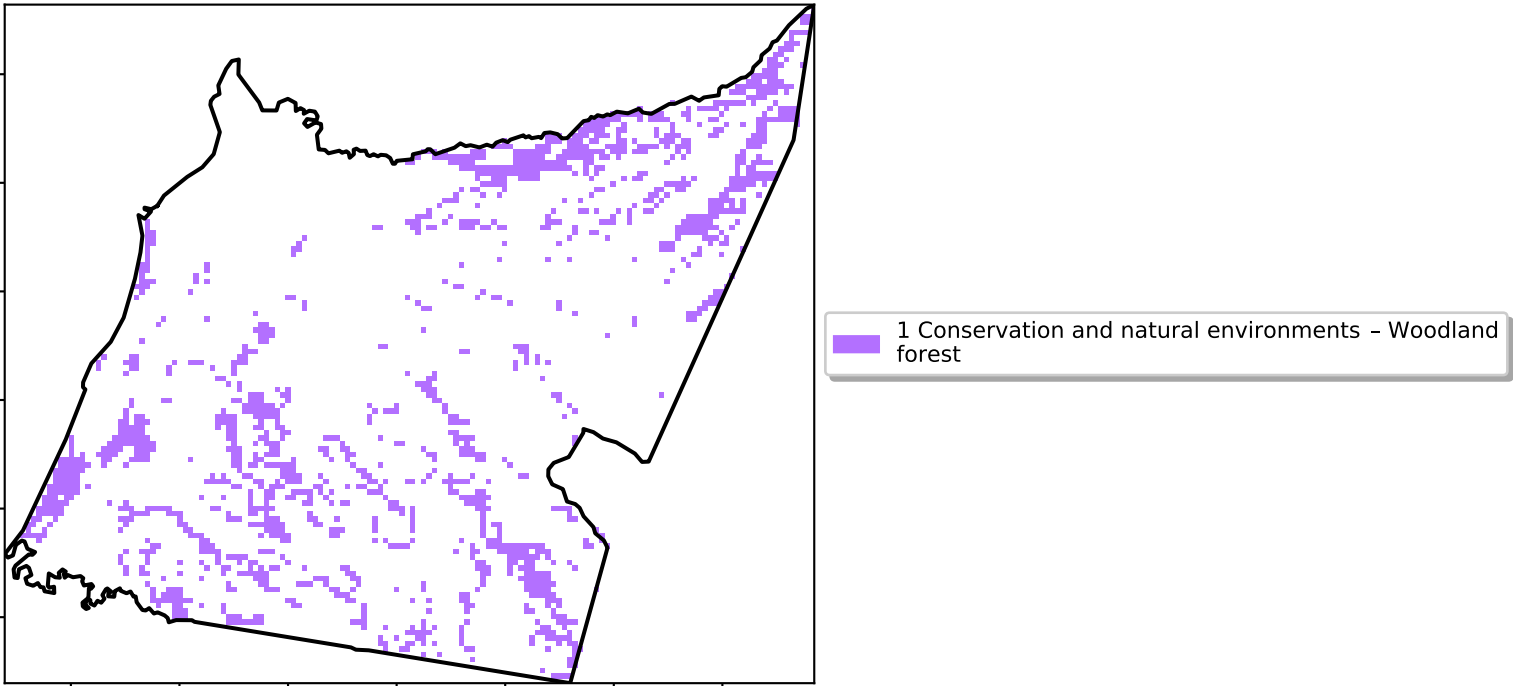 1 Conservation and natural environments – Woodland
forest